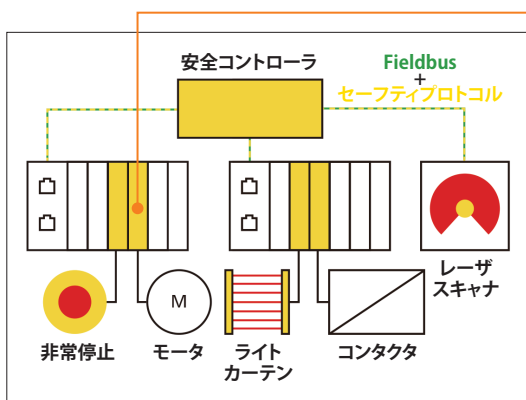 安全コントローラ
Fieldbus
+
セーフティプロトコル
レーザ
スキャナ
M
非常停止
モータ
ライト
カーテン
コンタクタ